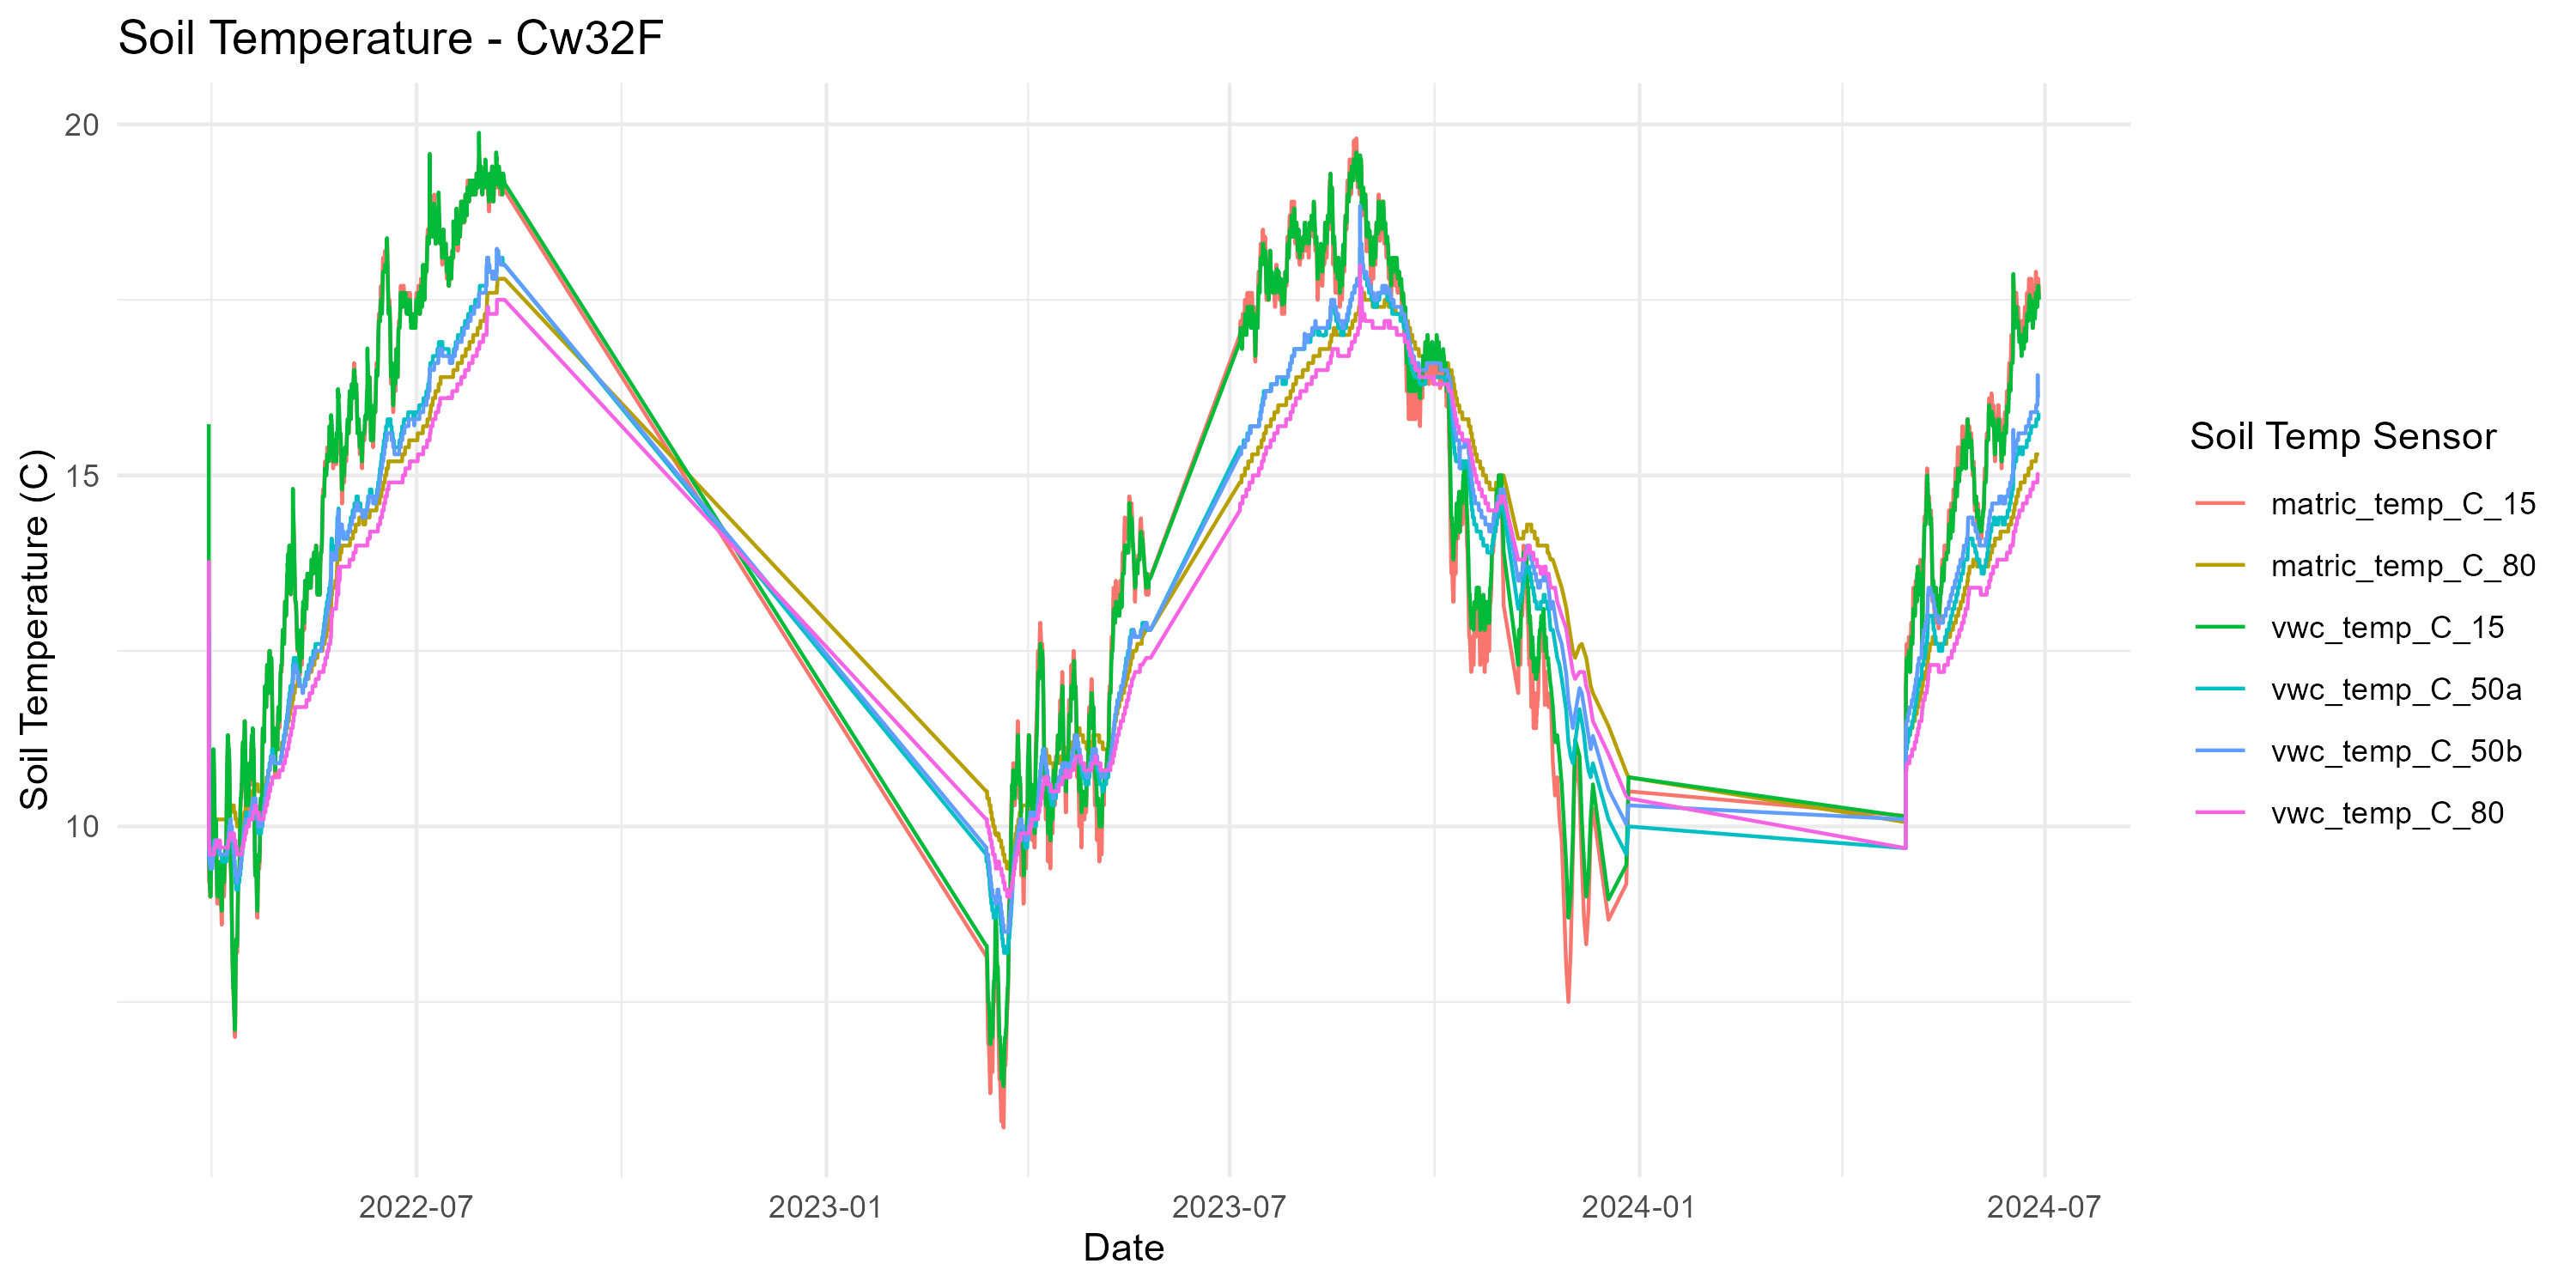 Soil Temperature - Cw32F
20
15
10
Soil Temperature (C)
2022-07
2023-01
2023-07
2024-01
2024-07
Date
Soil Temp Sensor
matric_temp_C_15
matric_temp_C_80
vwc_temp_C_15
vwc_temp_C_50a
vwc_temp_C_50b
vwc_temp_C_80